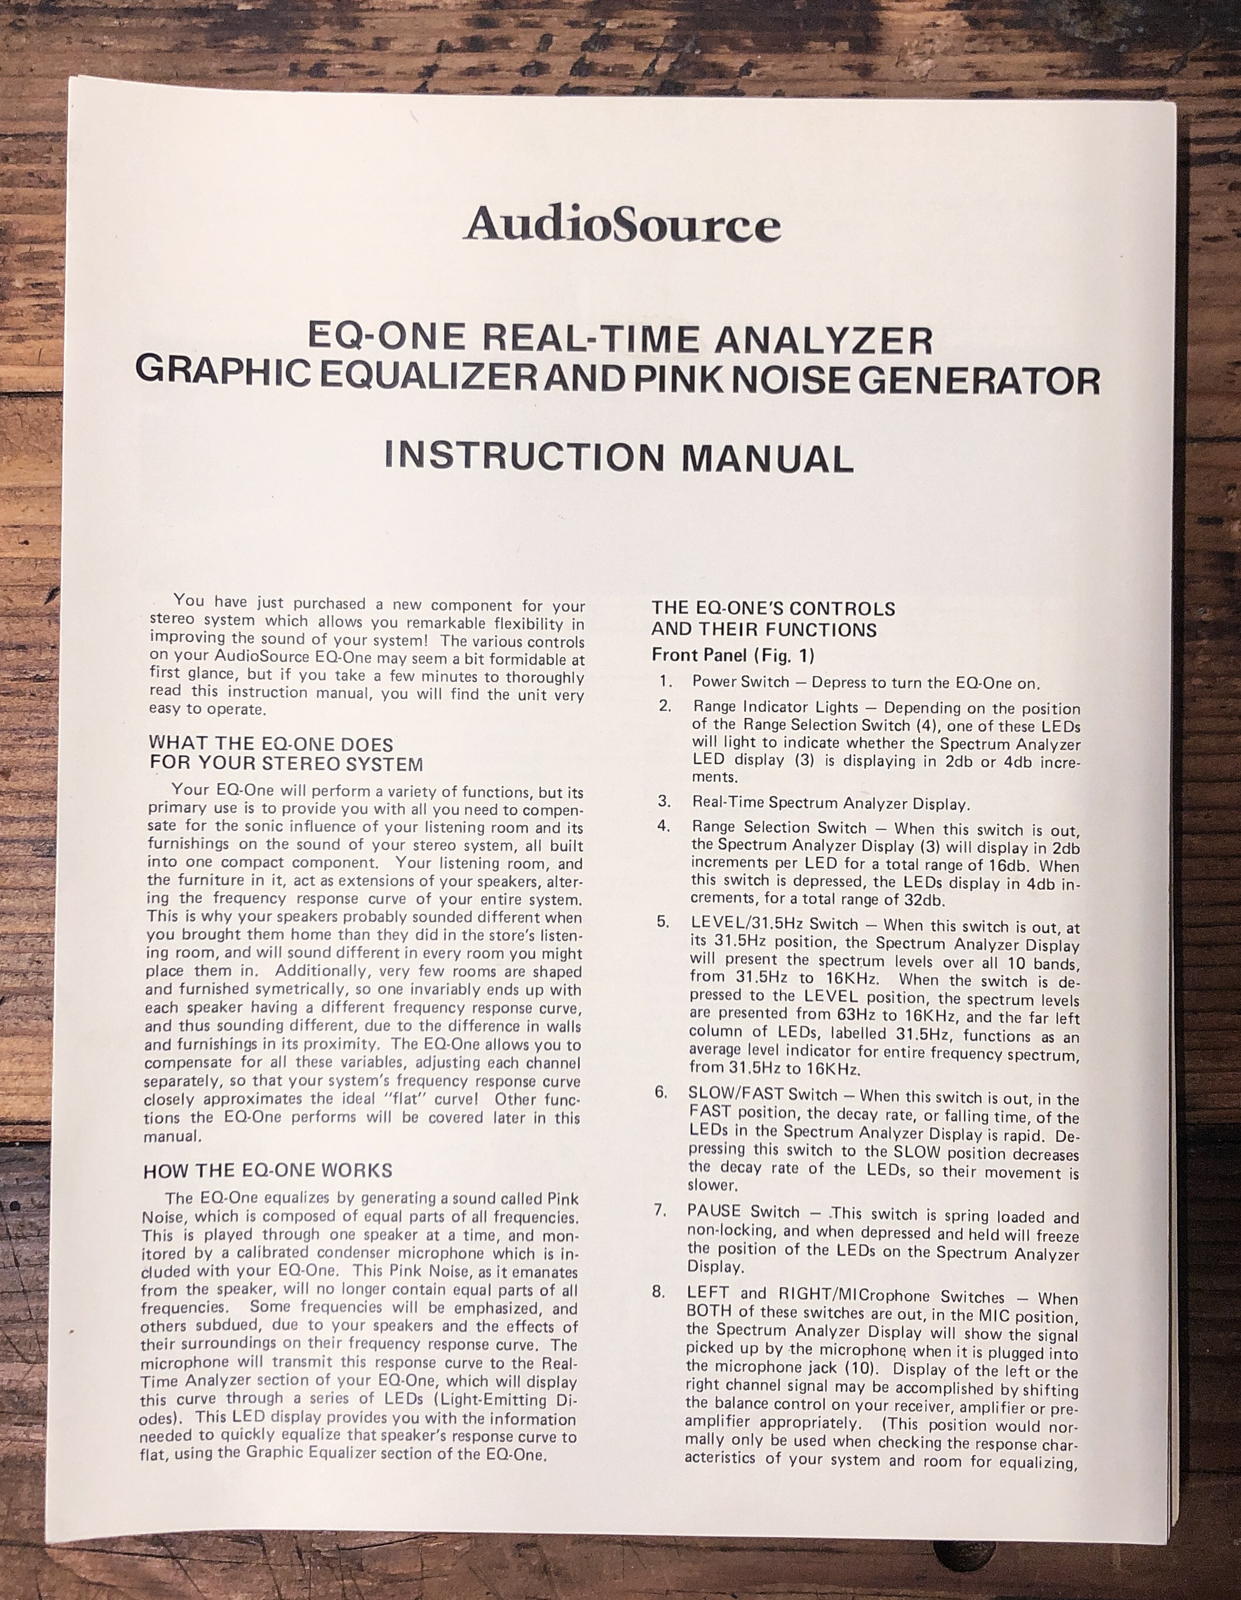 AudioSource
EQ-ONE REAL-TIME ANALYZER
GRAPHIC EQUALIZER AND PINK NOISE GENERATOR
INSTRUCTION MANUAL
You have just purchased a new component for your
stereo system which allows you remarkable flexibility in
improving the sound of your system! The various controls
on your AudioSource EQ-One may seem a bit formidable at
first glance, but if you take a few minutes to thoroughly
read this instruction manual, you will find the unit very
easy to operate.
WHAT THE EQ-ONE DOES
FOR YOUR STEREO SYSTEM
Your EQ-One will perform a variety of functions, but its
primary use is to provide you with all you need to compen-
sate for the sonic influence of your listening room and its
furnishings on the sound of your stereo system, all built
into one compact component. Your listening room, and
the furniture in it, act as extensions of your speakers, alter-
ing the frequency response curve of your entire system.
This is why your speakers probably sounded different when
you brought them home than they did in the store's listen-
ing room, and will sound different in every room you might
place them in. Additionally, very few rooms are shaped
and furnished symetrically, so one invariably ends up with
each speaker having a different frequency response curve,
and thus sounding different, due to the difference in walls
and furnishings in its proximity. The EQ-One allows you to
compensate for all these variables, adjusting each channel
separately, so that your system's frequency response curve
closely approximates the ideal "flat" curve! Other func-
tions the EQ-One performs will be covered later in this
manual.
HOW THE EQ-ONE WORKS
The EQ-One equalizes by generating a sound called Pink
Noise, which is composed of equal parts of all frequencies.
This is played through one speaker at a time, and mon-
itored by a calibrated condenser microphone which is in-
cluded with your EQ-One. This Pink Noise, as it emanates
from the speaker, will no longer contain equal parts of all
frequencies. Some frequencies will be emphasized, and
others subdued, due to your speakers and the effects of
their surroundings on their frequency response curve. The
microphone will transmit this response curve to the Real-
Time Analyzer section of your EQ-One, which will display
this curve through a series of LEDs (Light-Emitting Di-
odes). This LED display provides you with the information
needed to quickly equalize that speaker's response curve to
flat, using the Graphic Equalizer section of the EQ-One.
THE EQ-ONE'S CONTROLS
AND THEIR FUNCTIONS
Front Panel (Fig. 1)
1. Power Switch — Depress to turn the EQ-One on.
2. Range Indicator Lights — Depending on the position
of the Range Selection Switch (4), one of these LEDs
will light to indicate whether the Spectrum Analyzer
LED display (3) is displaying in 2db or 4db incre-
ments.
3. Real-Time Spectrum Analyzer Display.
4. Range Selection Switch — When this switch is out,
the Spectrum Analyzer Display (3) will display in 2db
increments per LED for a total range of 16db. When
this switch is depressed, the LEDs display in 4db in-
crements, for a total range of 32db.
5. LEVEL/31.5Hz Switch — When this switch is out, at
its 31.5Hz position, the Spectrum Analyzer Display
will present the spectrum levels over all 10 bands,
from 31.5Hz to 16KHz. When the switch is de-
pressed to the LEVEL position, the spectrum levels
are presented from 63Hz to 16KHz, and the far left
column of LEDs, labelled 31.5Hz, functions as an
average level indicator for entire frequency spectrum,
from 31.5Hz to 16KHz.
6. SLOW/FAST Switch — When this switch is out, in the
FAST position, the decay rate, or falling time, of the
LEDs in the Spectrum Analyzer Display is rapid. De-
pressing this switch to the SLOW position decreases
the decay rate of the LEDs, so their movement is
slower.
7. PAUSE Switch — This switch is spring loaded and
non-locking, and when depressed and held will freeze
the position of the LEDs on the Spectrum Analyzer
Display.
8. LEFT and RIGHT/MICrophone Switches — When
BOTH of these switches are out, in the MIC position,
the Spectrum Analyzer Display will show the signal
picked up by the microphone when it is plugged into
the microphone jack (10). Display of the left or the
right channel signal may be accomplished by shifting
the balance control on your receiver, amplifier or pre-
amplifier appropriately. (This position would nor-
mally only be used when checking the response char-
acteristics of your system and room for equalizing,